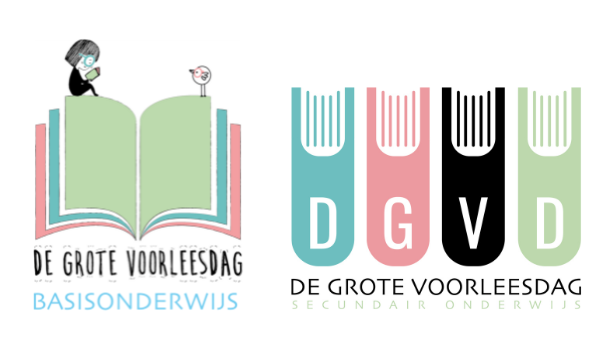 DE GROTE VOORLEESDAG
BASISONDERWIJS
D G V D
DE GROTE VOORLEESDAG
SECUNDAIR ONDERWIJS